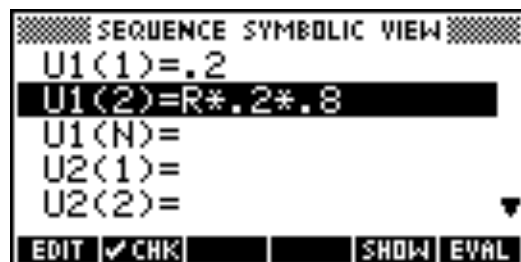 SEQUENCE SYMBOLIC VIEW
U1(1)=.2
U1(2)=R*.2*.8
U1(N)=
U2(1)=
U2(2)=
EDIT ✓CHK SHOW EVAL